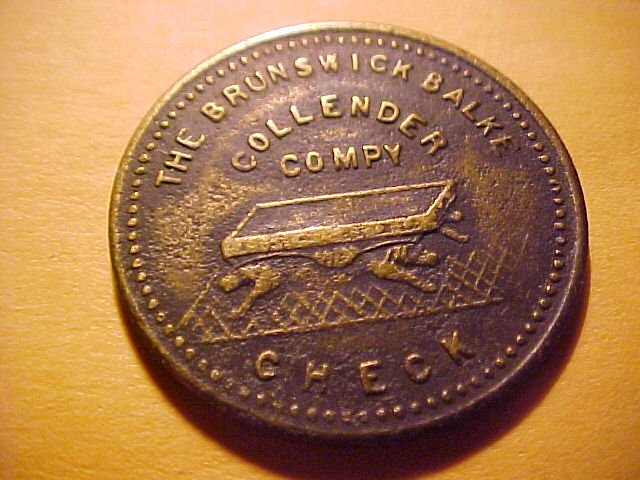 THE BRUNSWICK BALKE
COLLENDER
COMPY
CHECK